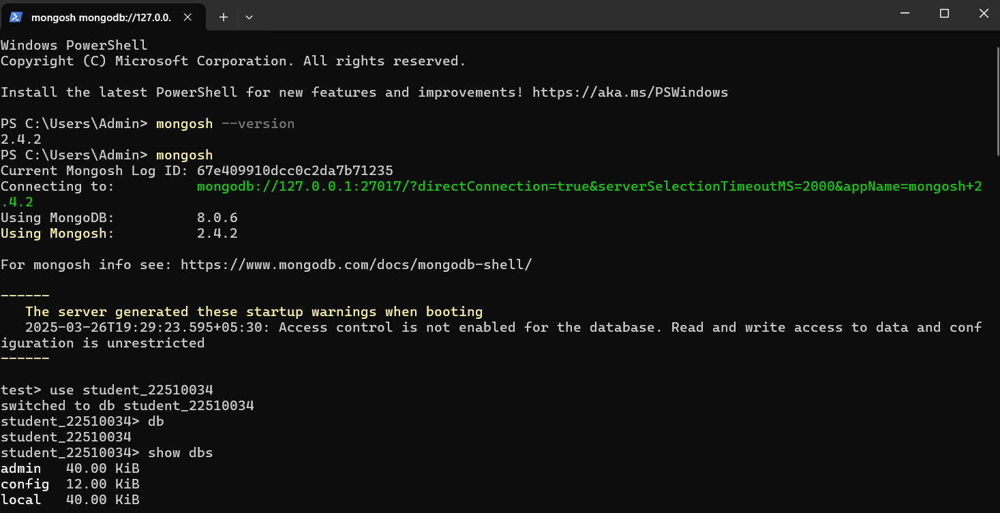 mongosh mongodb://127.0.0.
Windows PowerShell
Copyright (C) Microsoft Corporation. All rights reserved.
Install the latest PowerShell for new features and improvements! https://aka.ms/PSWindows
PS C:\Users\Admin> mongosh --version
2.4.2
PS C:\Users\Admin> mongosh
Current Mongosh Log ID: 67e409910dcc0c2da7b71235
Connecting to:          mongodb://127.0.0.1:27017/?directConnection=true&serverSelectionTimeoutMS=2000&appName=mongosh+2
.4.2
Using MongoDB:          8.0.6
Using Mongosh:          2.4.2
For mongosh info see: https://www.mongodb.com/docs/mongodb-shell/
------
   The server generated these startup warnings when booting
   2025-03-26T19:29:23.595+05:30: Access control is not enabled for the database. Read and write access to data and conf
iguration is unrestricted
------
test> use student_22510034
switched to db student_22510034
student_22510034> db
student_22510034
student_22510034> show dbs
admin   40.00 KiB
config  12.00 KiB
local   40.00 KiB